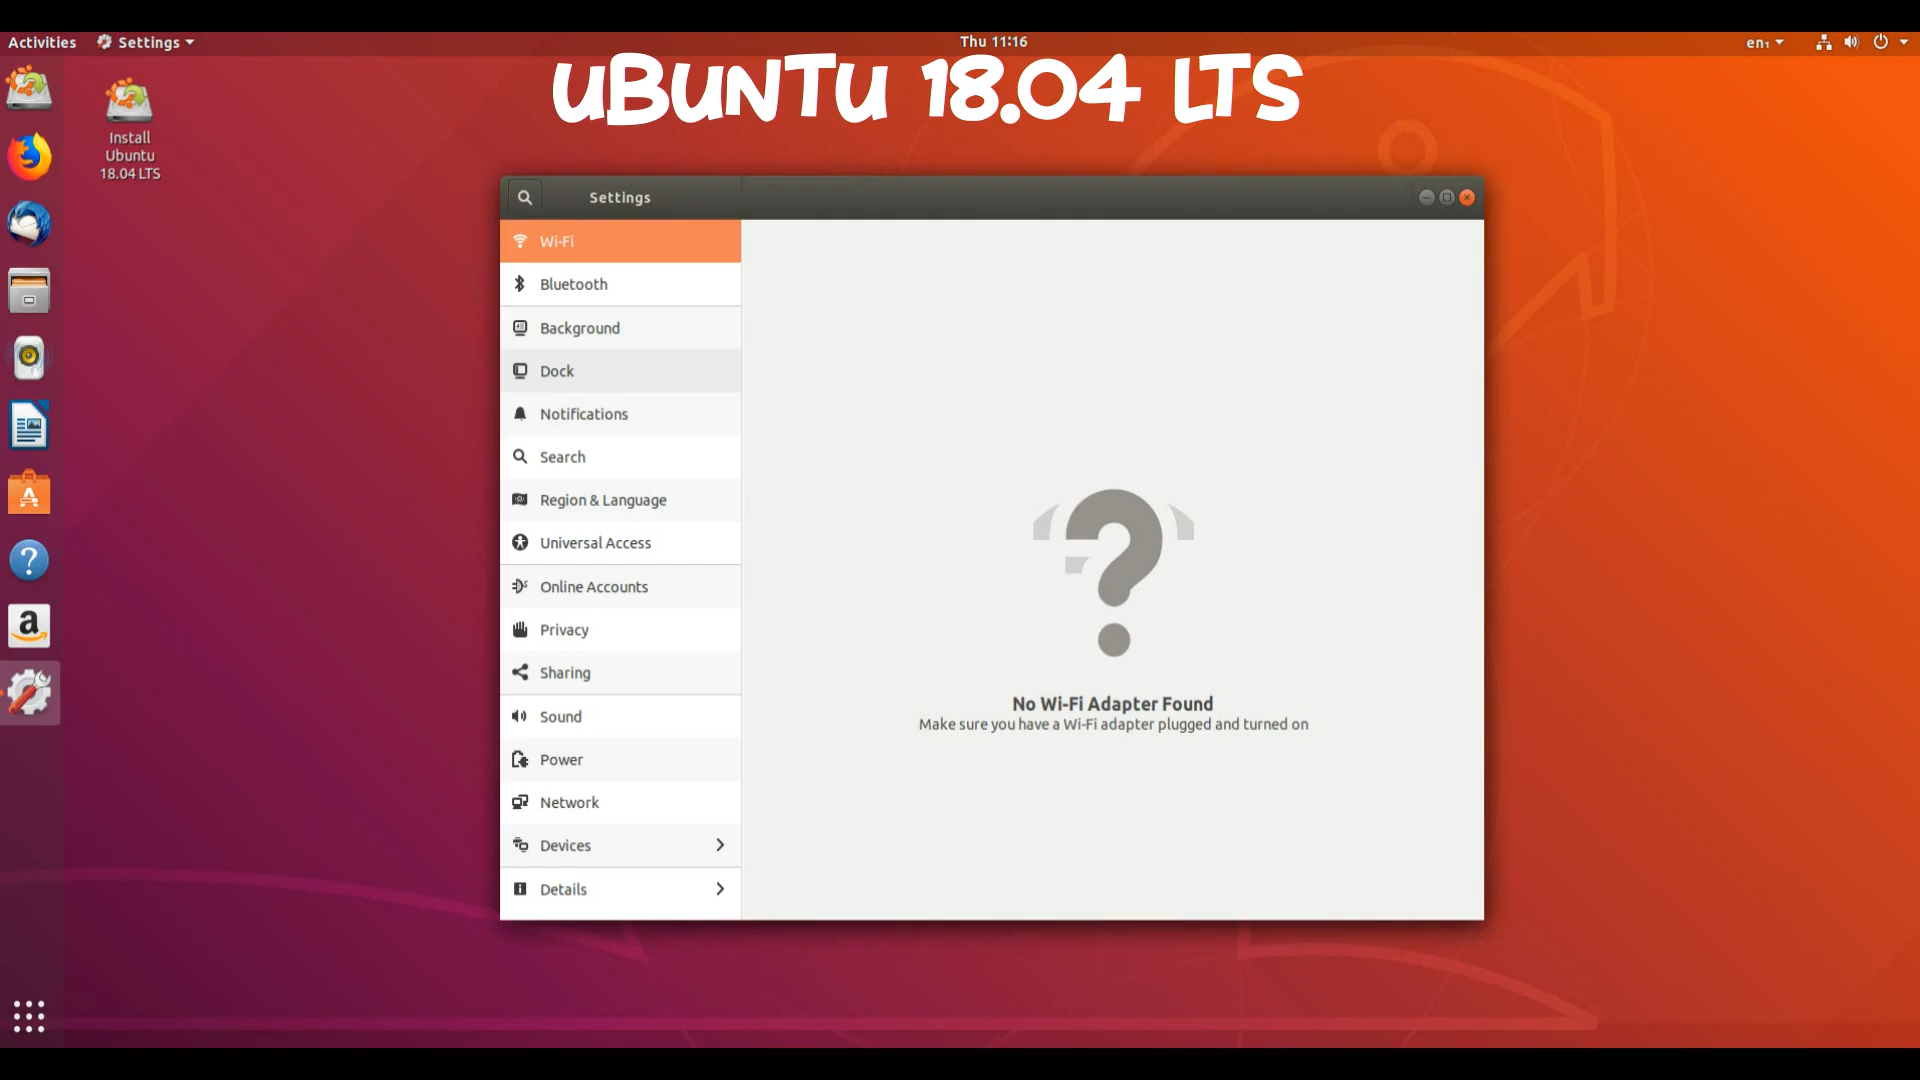 Activities
Settings
Thu 11:16
en₁
UBUNTU 18.04 LTS
Install
Ubuntu
18.04 LTS
Settings
Wi-Fi
Bluetooth
Background
Dock
Notifications
Search
Region & Language
Universal Access
Online Accounts
Privacy
Sharing
Sound
Power
Network
Devices
Details
No Wi-Fi Adapter Found
Make sure you have a Wi-Fi adapter plugged and turned on